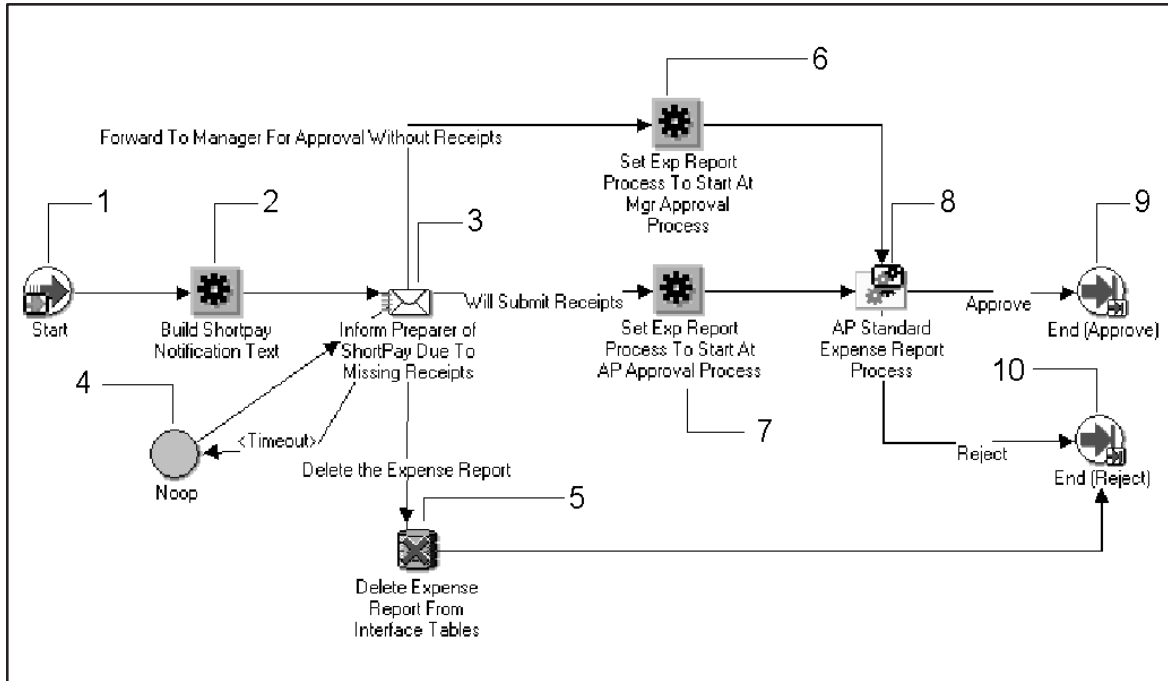 6
Forward To Manager For Approval Without Receipts
Set Exp Report
Process To Start At
Mgr Approval
Process
1
2
3
8
9
Start
Build Shortpay
Notification Text
Inform Preparer of
ShortPay Due To
Missing Receipts
Will Submit Receipts
Set Exp Report
Process To Start At
AP Approval Process
AP Standard
Expense Report
Process
Approve
End (Approve)
4
<Timeout>
Noop
7
10
Reject
End (Reject)
Delete the Expense Report
5
Delete Expense
Report From
Interface Tables